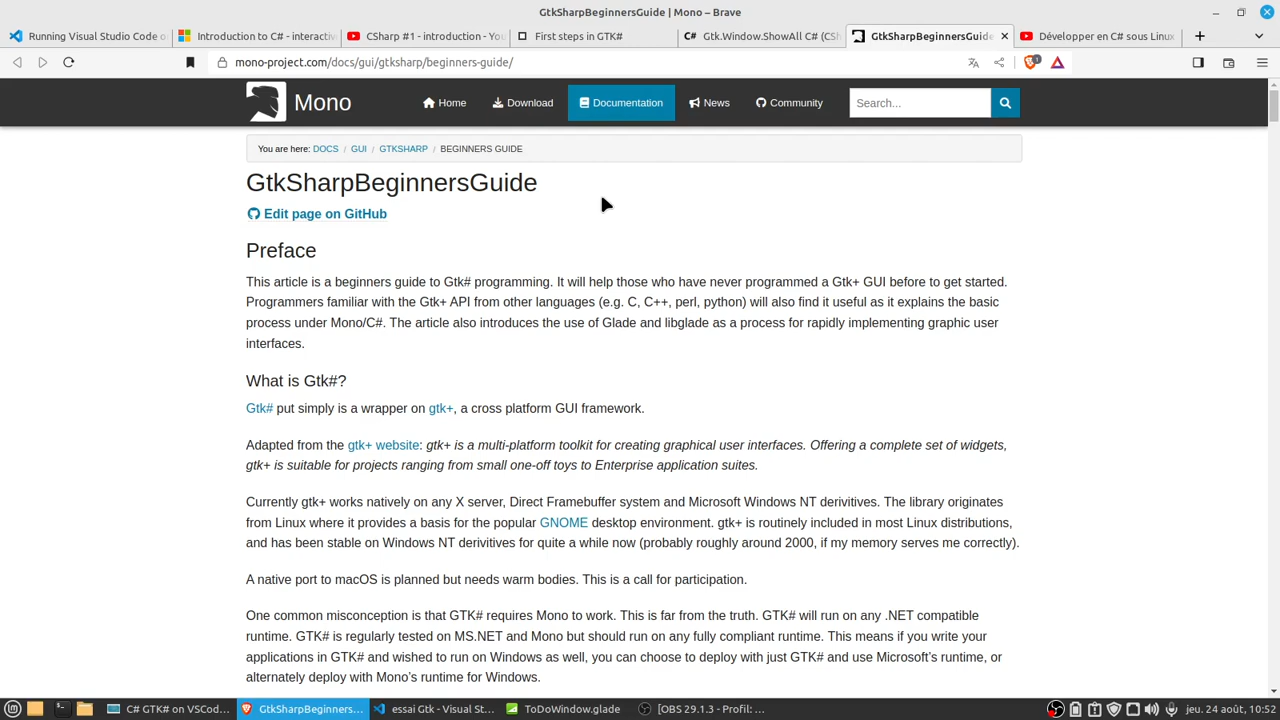 GtkSharpBeginnersGuide | Mono – Brave
Running Visual Studio Code o
Introduction to C# - interactiv
CSharp #1 - introduction - You
First steps in GTK#
C# Gtk.Window.ShowAll C# (CSh
GtkSharpBeginnersGuide
Développer en C# sous Linux
mono-project.com/docs/gui/gtksharp/beginners-guide/
1
Mono
Home
Download
Documentation
News
Community
Search...
You are here: DOCS / GUI / GTKSHARP / BEGINNERS GUIDE
GtkSharpBeginnersGuide
Edit page on GitHub
Preface
This article is a beginners guide to Gtk# programming. It will help those who have never programmed a Gtk+ GUI before to get started.
Programmers familiar with the Gtk+ API from other languages (e.g. C, C++, perl, python) will also find it useful as it explains the basic
process under Mono/C#. The article also introduces the use of Glade and libglade as a process for rapidly implementing graphic user
interfaces.
What is Gtk#?
Gtk# put simply is a wrapper on gtk+, a cross platform GUI framework.
Adapted from the gtk+ website: gtk+ is a multi-platform toolkit for creating graphical user interfaces. Offering a complete set of widgets,
gtk+ is suitable for projects ranging from small one-off toys to Enterprise application suites.
Currently gtk+ works natively on any X server, Direct Framebuffer system and Microsoft Windows NT derivitives. The library originates
from Linux where it provides a basis for the popular GNOME desktop environment. gtk+ is routinely included in most Linux distributions,
and has been stable on Windows NT derivitives for quite a while now (probably roughly around 2000, if my memory serves me correctly).
A native port to macOS is planned but needs warm bodies. This is a call for participation.
One common misconception is that GTK# requires Mono to work. This is far from the truth. GTK# will run on any .NET compatible
runtime. GTK# is regularly tested on MS.NET and Mono but should run on any fully compliant runtime. This means if you write your
applications in GTK# and wished to run on Windows as well, you can choose to deploy with just GTK# and use Microsoft's runtime, or
alternately deploy with Mono's runtime for Windows.
C# GTK# on VSCod...
GtkSharpBeginners...
essai Gtk - Visual St...
ToDoWindow.glade
[OBS 29.1.3 - Profil: ...
jeu. 24 août, 10:52